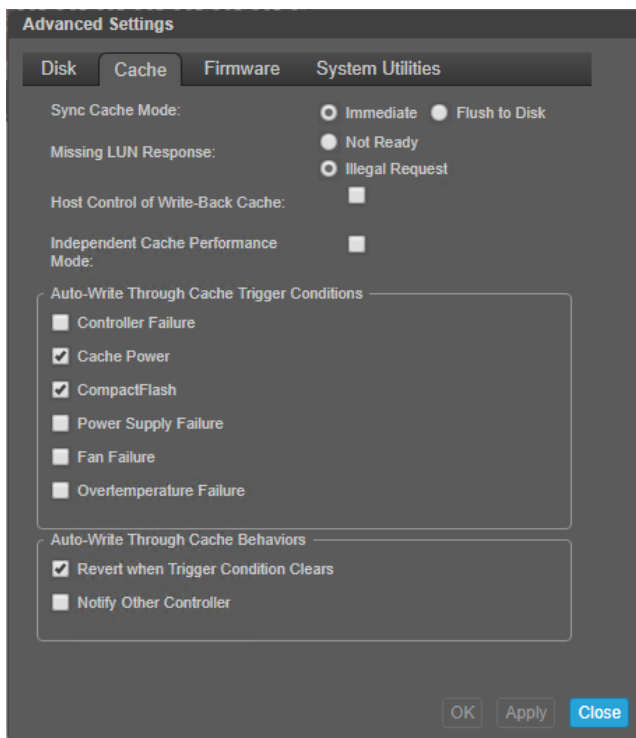 Advanced Settings
Disk Cache Firmware System Utilities
Sync Cache Mode: Immediate Flush to Disk
Missing LUN Response: Not Ready
Illegal Request
Host Control of Write-Back Cache:
Independent Cache Performance
Mode:
Auto-Write Through Cache Trigger Conditions
Controller Failure
Cache Power
CompactFlash
Power Supply Failure
Fan Failure
Overtemperature Failure
Auto-Write Through Cache Behaviors
Revert when Trigger Condition Clears
Notify Other Controller
OK Apply Close